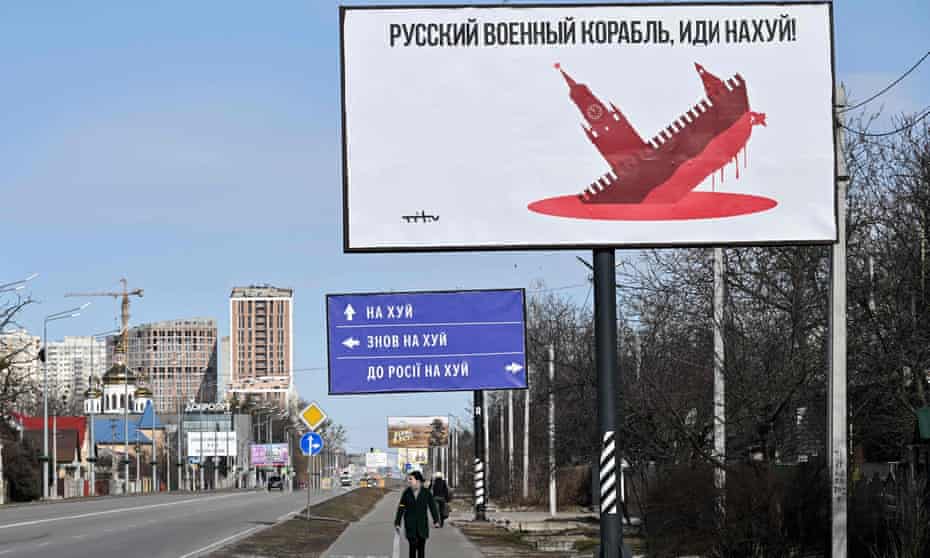 РУССКИЙ ВОЕННЫЙ КОРАБЛЬ, ИДИ НАХУЙ!
НА ХУЙ
ЗНОВ НА ХУЙ
ДО РОСІЇ НА ХУЙ